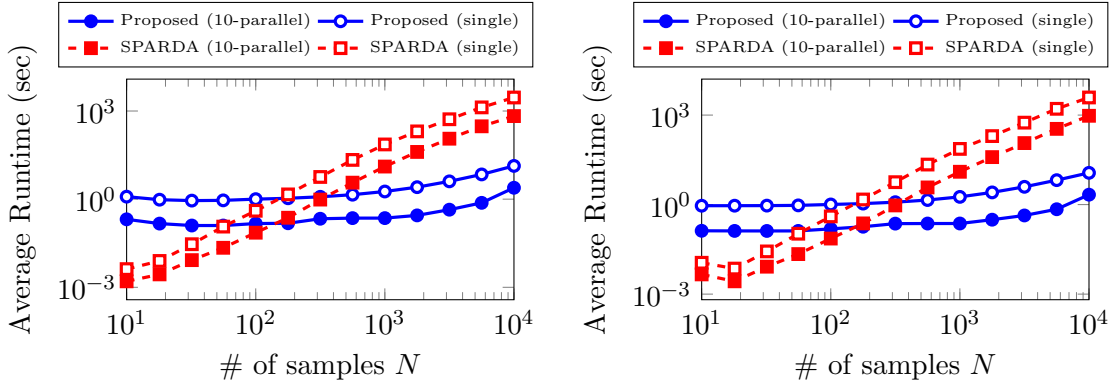 Proposed (10-parallel) Proposed (single)
SPARDA (10-parallel) SPARDA (single)
Average Runtime (sec)
10^3
10^0
10^−3
10^1 10^2 10^3 10^4
# of samples N
Proposed (10-parallel) Proposed (single)
SPARDA (10-parallel) SPARDA (single)
Average Runtime (sec)
10^3
10^0
10^−3
10^1 10^2 10^3 10^4
# of samples N